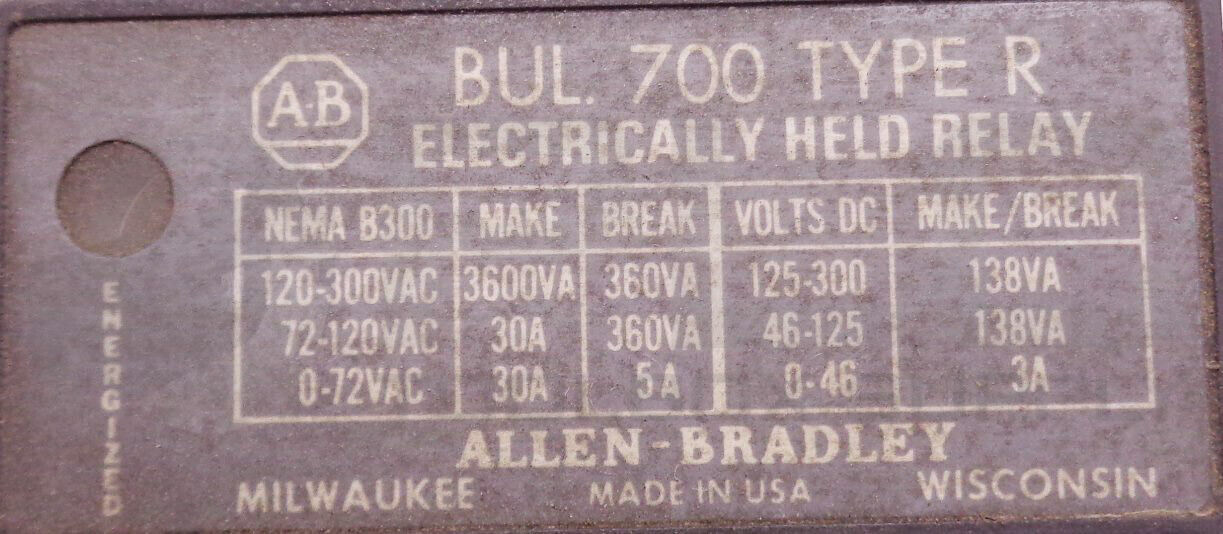 A-B
BUL. 700 TYPE R
ELECTRICALLY HELD RELAY
NEMA B300 MAKE BREAK VOLTS DC MAKE/BREAK
120-300VAC 3600VA 360VA 125-300 138VA
72-120VAC 30A 360VA 46-125 138VA
0-72VAC 30A 5A 0-46 3A
ENERGIZED
ALLEN-BRADLEY
MILWAUKEE MADE IN USA WISCONSIN